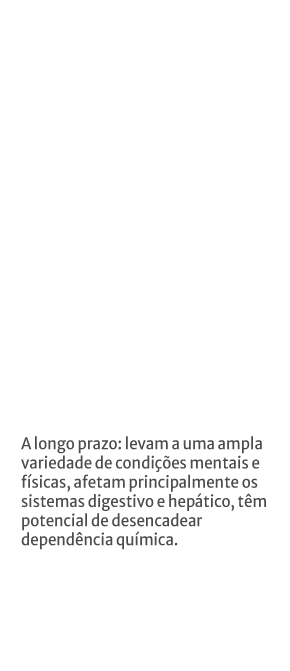 A longo prazo: levam a uma ampla
variedade de condições mentais e
físicas, afetam principalmente os
sistemas digestivo e hepático, têm
potencial de desencadear
dependência química.